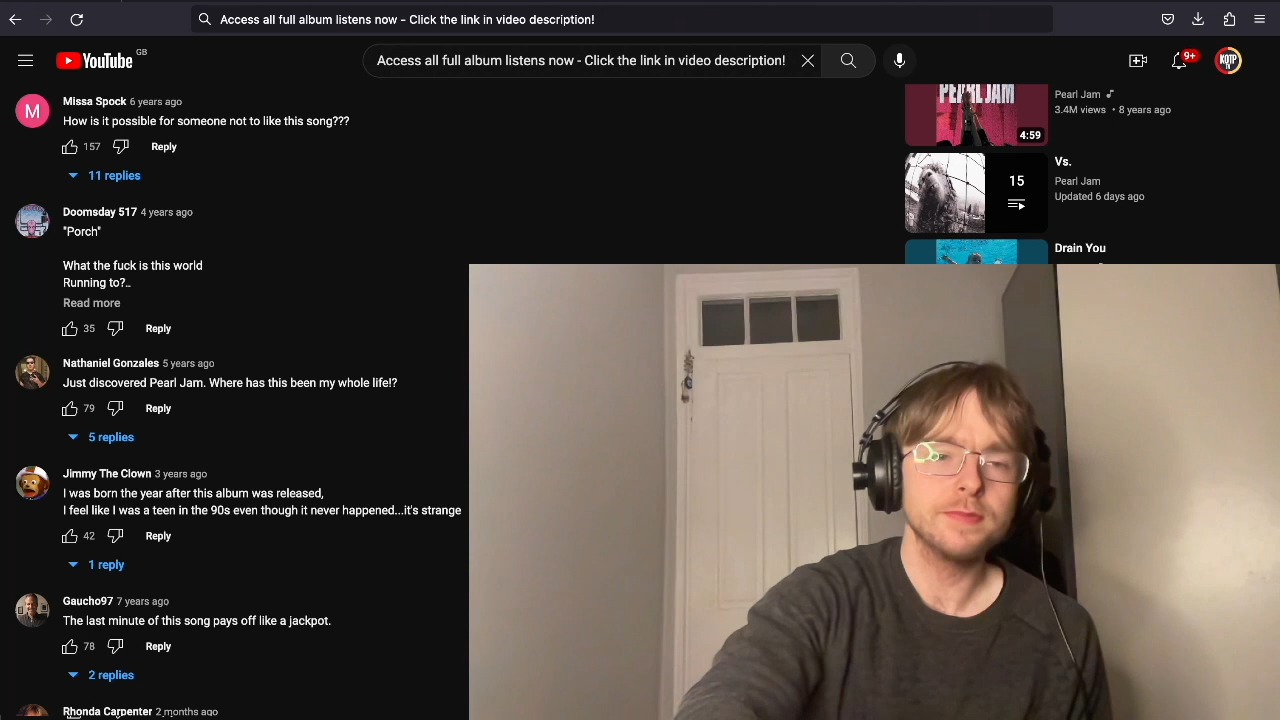 Access all full album listens now - Click the link in video description!
YouTube GB
Access all full album listens now - Click the link in video description!
9+
KOTP
Missa Spock 6 years ago
M
How is it possible for someone not to like this song???
157 Reply
11 replies
Doomsday 517 4 years ago
"Porch"
What the fuck is this world
Running to?..
Read more
35 Reply
Nathaniel Gonzales 5 years ago
Just discovered Pearl Jam. Where has this been my whole life!?
79 Reply
5 replies
Jimmy The Clown 3 years ago
I was born the year after this album was released,
I feel like I was a teen in the 90s even though it never happened...it's strange
42 Reply
1 reply
Gaucho97 7 years ago
The last minute of this song pays off like a jackpot.
78 Reply
2 replies
Rhonda Carpenter 2 months ago
PEARL JAM
4:59
Pearl Jam
3.4M views • 8 years ago
15
Vs.
Pearl Jam
Updated 6 days ago
Drain You